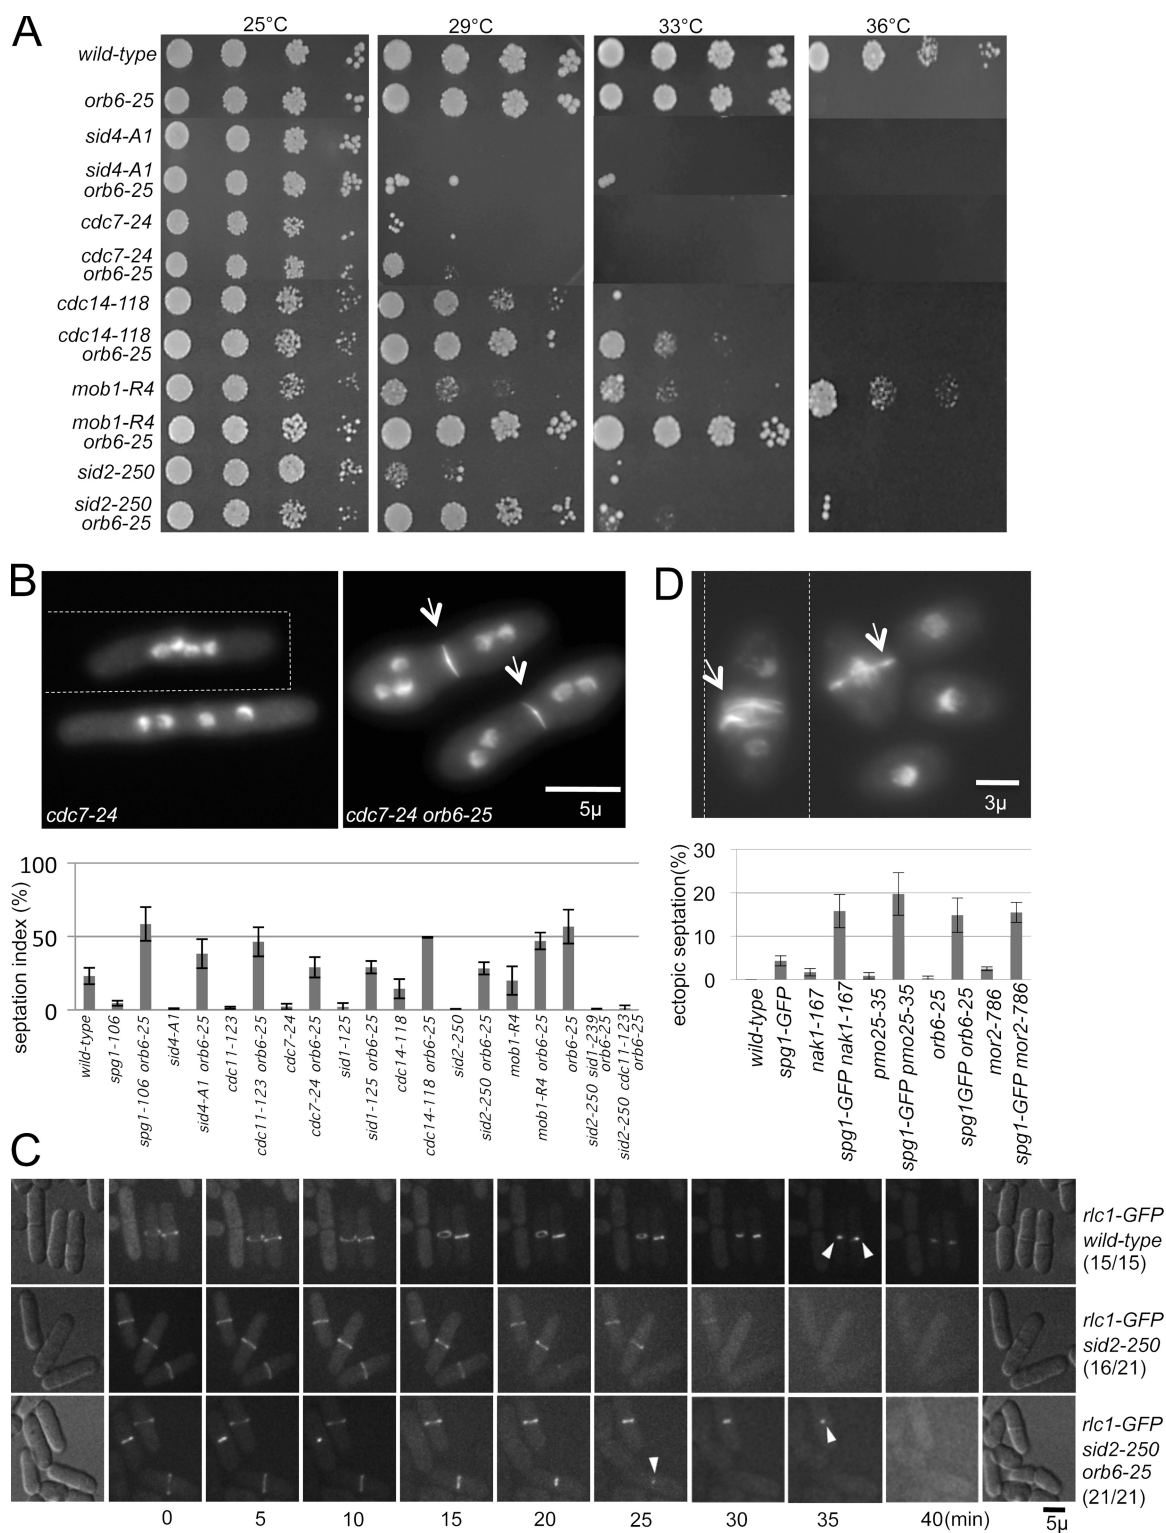 A
25°C 29°C 33°C 36°C
wild-type
orb6-25
sid4-A1
sid4-A1
orb6-25
cdc7-24
cdc7-24
orb6-25
cdc14-118
cdc14-118
orb6-25
mob1-R4
mob1-R4
orb6-25
sid2-250
sid2-250
orb6-25
B
cdc7-24
cdc7-24 orb6-25
5µ
septation index (%)
100
50
0
wild-type
spg1-106
spg1-106 orb6-25
sid4-A1
sid4-A1 orb6-25
cdc11-123
cdc11-123 orb6-25
cdc7-24
cdc7-24 orb6-25
sid1-125
sid1-125 orb6-25
cdc14-118
cdc14-118 orb6-25
sid2-250
sid2-250 orb6-25
mob1-R4
mob1-R4 orb6-25
orb6-25
sid2-250 sid1-239
orb6-25
sid2-250 cdc11-123
orb6-25
D
3µ
ectopic septation(%)
30
20
10
0
wild-type
spg1-GFP
nak1-167
spg1-GFP nak1-167
pmo25-35
spg1-GFP pmo25-35
orb6-25
spg1GFP orb6-25
mor2-786
spg1-GFP mor2-786
C
rlc1-GFP
wild-type
(15/15)
rlc1-GFP
sid2-250
(16/21)
rlc1-GFP
sid2-250
orb6-25
(21/21)
0 5 10 15 20 25 30 35 40(min) 5µ